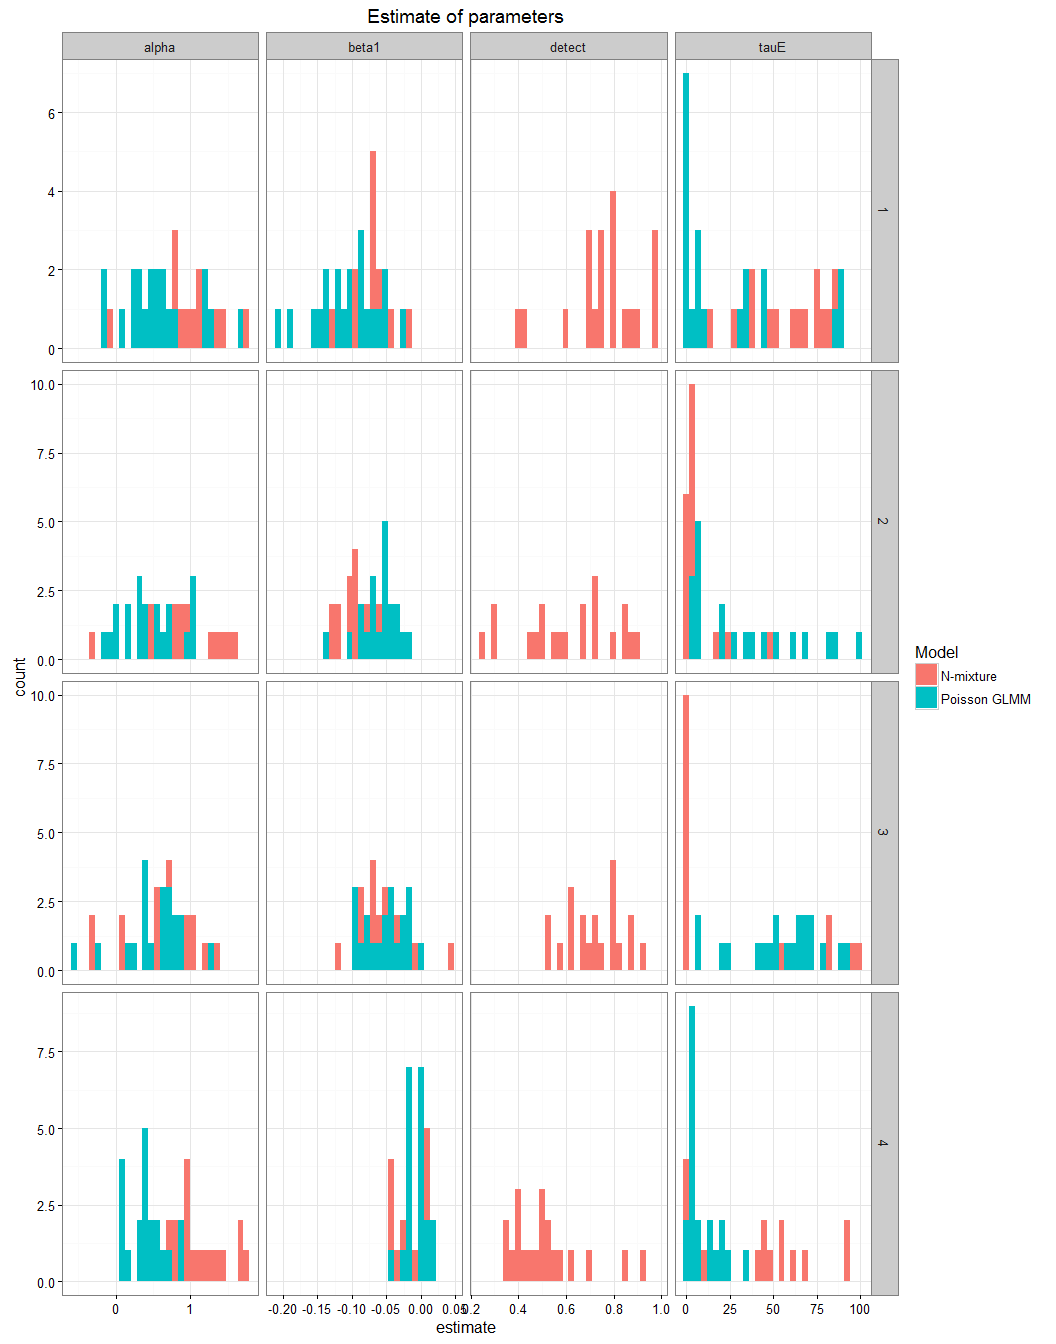 Estimate of parameters
alpha beta1 detect tauE
6
4
2
0
1
10.0
7.5
5.0
2.5
0.0
2
10.0
7.5
5.0
2.5
0.0
3
7.5
5.0
2.5
0.0
4
0 1 -0.20 -0.15 -0.10 -0.05 0.00 0.05 0.2 0.4 0.6 0.8 1.0 0 25 50 75 100
estimate
count
Model
N-mixture
Poisson GLMM